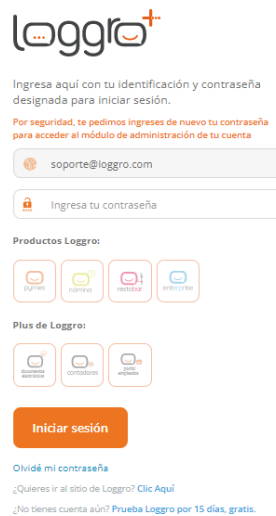 loggro+
Ingresa aquí con tu identificación y contraseña
designada para iniciar sesión.
Por seguridad, te pedimos ingreses de nuevo tu contraseña
para acceder al módulo de administración de tu cuenta
soporte@loggro.com
Ingresa tu contraseña
Productos Loggro:
pymes nómina restobar enterprise
Plus de Loggro:
documentos electrónicos contadores portal empleados
Iniciar sesión
Olvidé mi contraseña
¿Quieres ir al sitio de Loggro? Clic Aquí
¿No tienes cuenta aún? Prueba Loggro por 15 días, gratis.